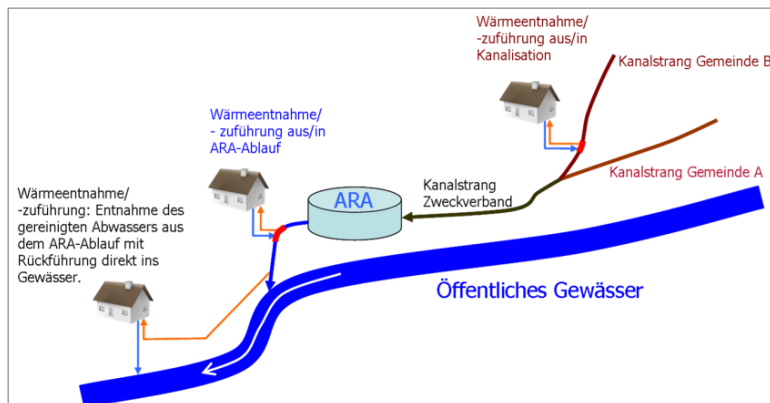 Wärmeentnahme/
-zuführung aus/in
Kanalisation
Kanalstrang Gemeinde B
Wärmeentnahme/
- zuführung aus/in
ARA-Ablauf
Kanalstrang Gemeinde A
Wärmeentnahme/
-zuführung: Entnahme des
gereinigten Abwassers aus
dem ARA-Ablauf mit
Rückführung direkt ins
Gewässer.
ARA
Kanalstrang
Zweckverband
Öffentliches Gewässer